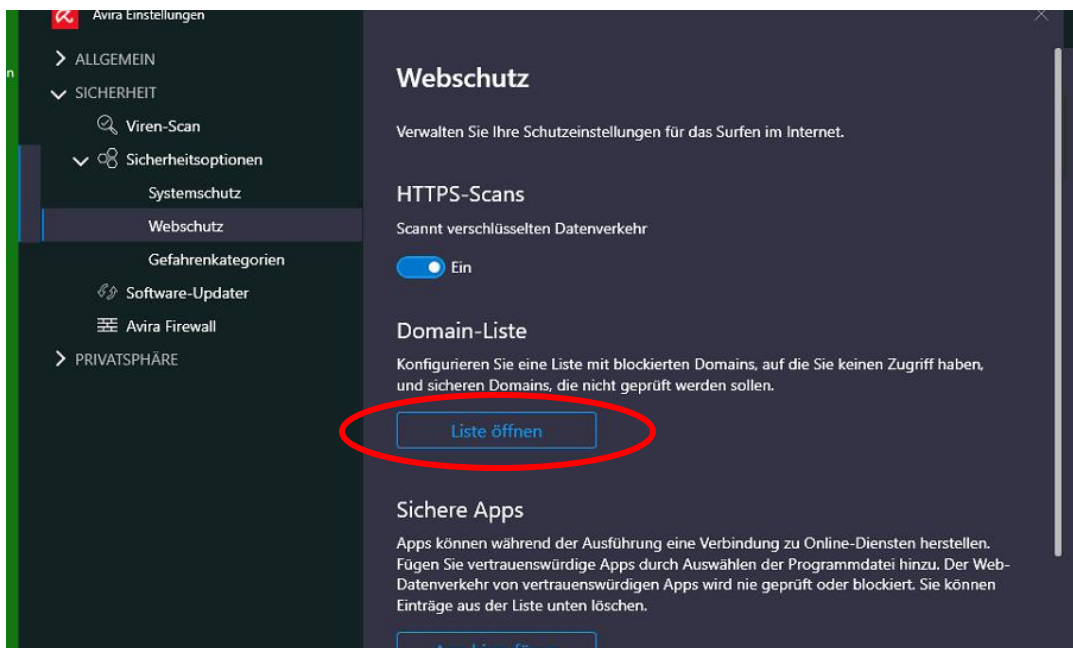 Avira Einstellungen
ALLGEMEIN
n
SICHERHEIT
Viren-Scan
Sicherheitsoptionen
Systemschutz
Webschutz
Gefahrenkategorien
Software-Updater
Avira Firewall
PRIVATSPHÄRE
Webschutz
Verwalten Sie Ihre Schutzeinstellungen für das Surfen im Internet.
HTTPS-Scans
Scannt verschlüsselten Datenverkehr
Ein
Domain-Liste
Konfigurieren Sie eine Liste mit blockierten Domains, auf die Sie keinen Zugriff haben,
und sicheren Domains, die nicht geprüft werden sollen.
Liste öffnen
Sichere Apps
Apps können während der Ausführung eine Verbindung zu Online-Diensten herstellen.
Fügen Sie vertrauenswürdige Apps durch Auswählen der Programmdatei hinzu. Der Web-
Datenverkehr von vertrauenswürdigen Apps wird nie geprüft oder blockiert. Sie können
Einträge aus der Liste unten löschen.